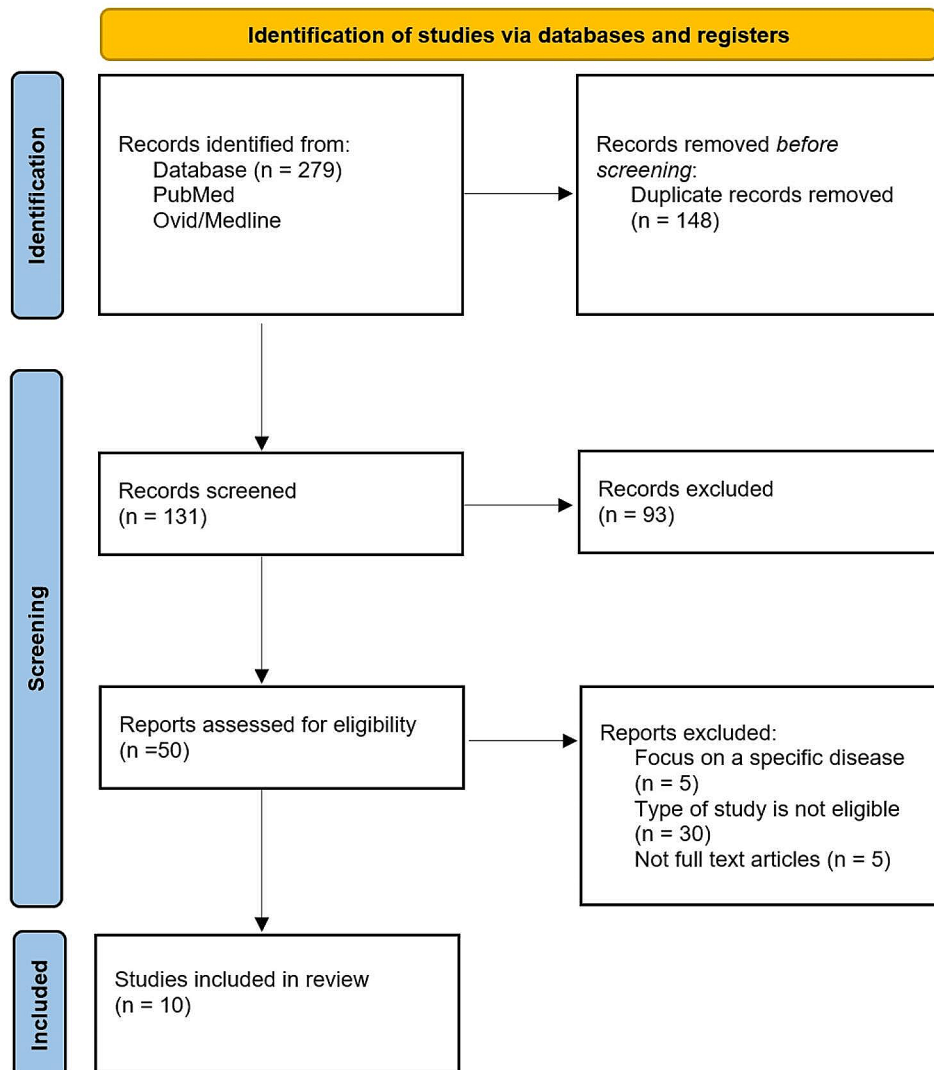 Identification of studies via databases and registers
Identification
Records identified from:
Database (n = 279)
PubMed
Ovid/Medline
Records removed before
screening:
Duplicate records removed
(n = 148)
Screening
Records screened
(n = 131)
Records excluded
(n = 93)
Reports assessed for eligibility
(n =50)
Reports excluded:
Focus on a specific disease
(n = 5)
Type of study is not eligible
(n = 30)
Not full text articles (n = 5)
Included
Studies included in review
(n = 10)